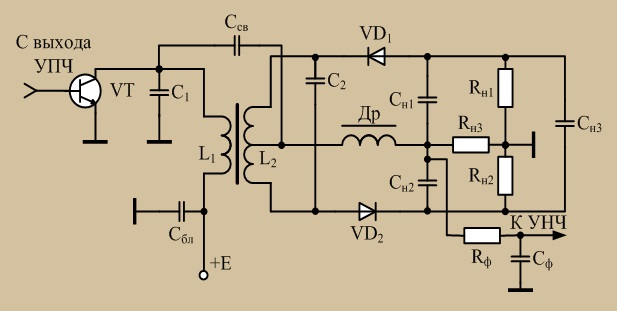 С выхода
УПЧ
VT
C₁
Cсв
L₁
L₂
C₂
VD₁
Cн1
Rн1
Др
Rн3
Cн3
Cн2
Rн2
VD₂
Cбл
+E
К УНЧ
Rф
Cф